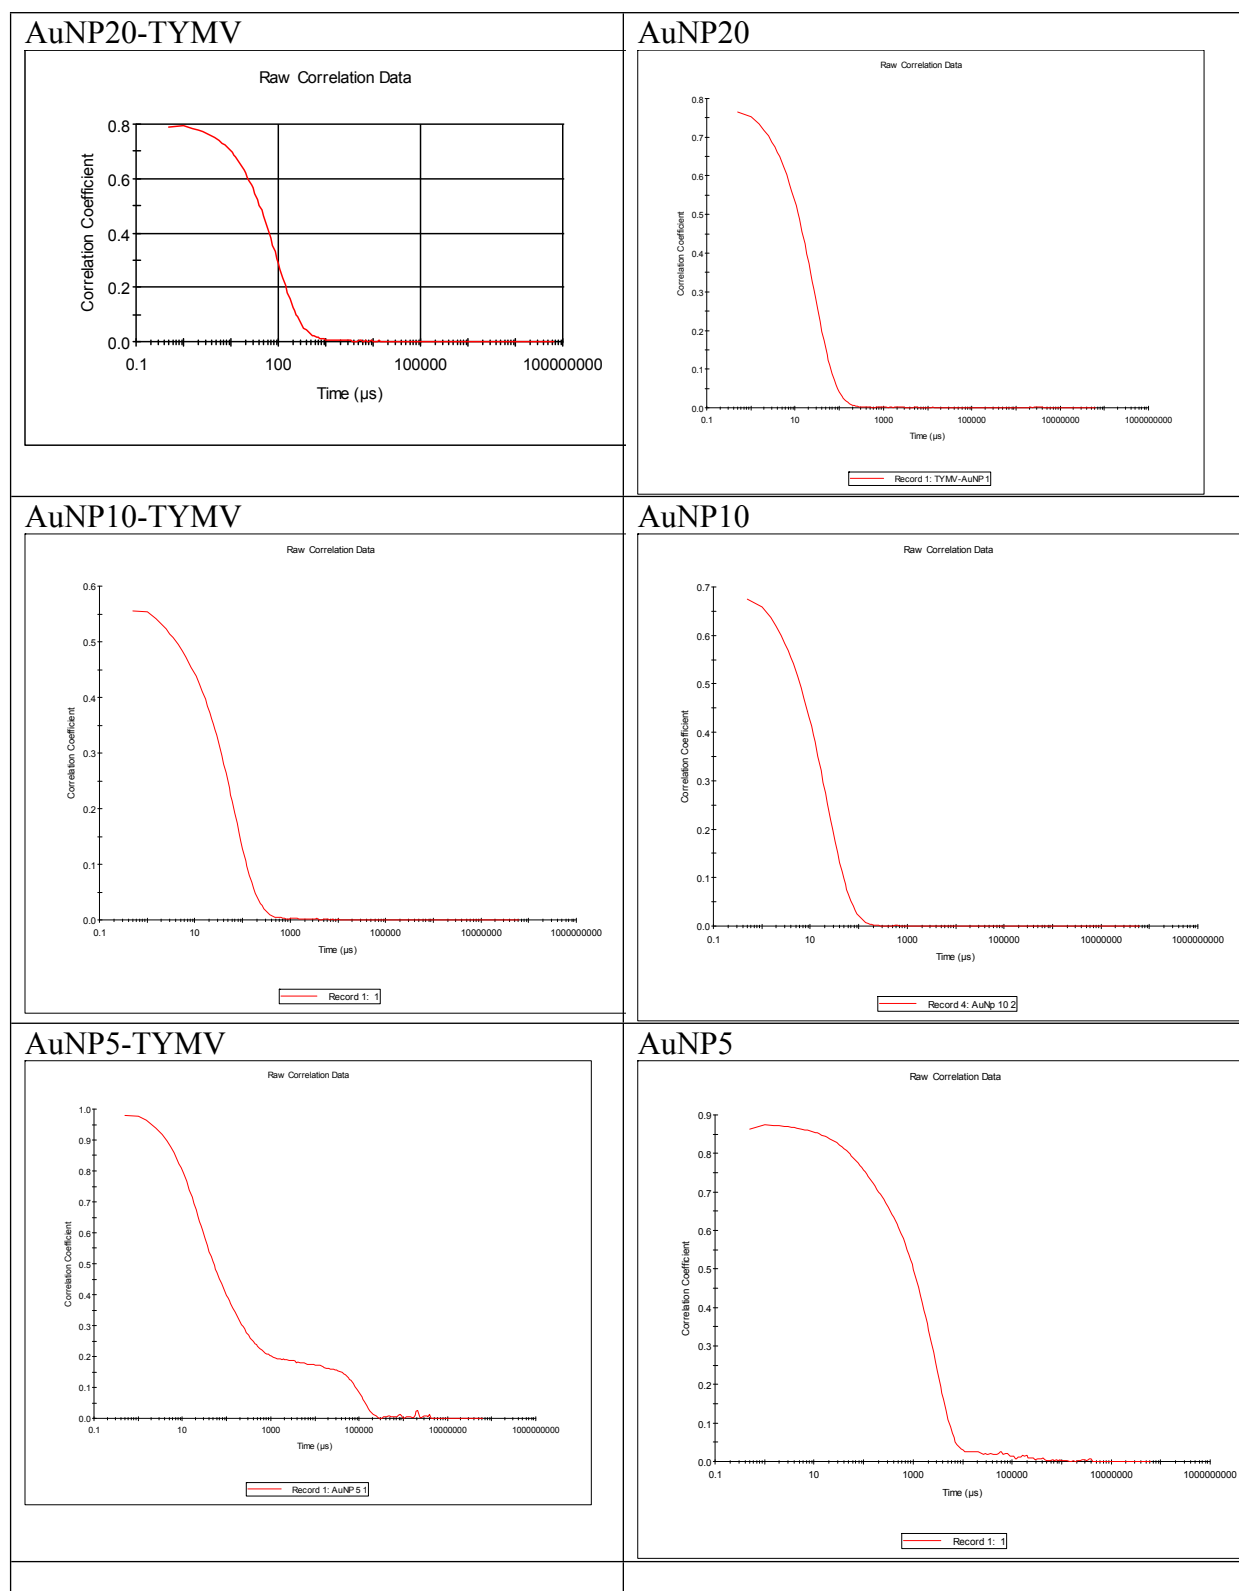 AuNP20-TYMV
Raw Correlation Data
Correlation Coefficient
0.8
0.6
0.4
0.2
0.0
0.1 100 100000 100000000
Time (µs)
AuNP20
Raw Correlation Data
Correlation Coefficient
0.8
0.7
0.6
0.5
0.4
0.3
0.2
0.1
0.0
0.1 10 1000 100000 10000000 1000000000
Time (µs)
Record 1: TYMV-AuNP 1
AuNP10-TYMV
Raw Correlation Data
Correlation Coefficient
0.6
0.5
0.4
0.3
0.2
0.1
0.0
0.1 10 1000 100000 10000000 1000000000
Time (µs)
Record 1: 1
AuNP10
Raw Correlation Data
Correlation Coefficient
0.7
0.6
0.5
0.4
0.3
0.2
0.1
0.0
0.1 10 1000 100000 10000000 1000000000
Time (µs)
Record 4: AuNp 10 2
AuNP5-TYMV
Raw Correlation Data
Correlation Coefficient
1.0
0.9
0.8
0.7
0.6
0.5
0.4
0.3
0.2
0.1
0.0
0.1 10 1000 100000 10000000 1000000000
Time (µs)
Record 1: AuNP 5 1
AuNP5
Raw Correlation Data
Correlation Coefficient
0.9
0.8
0.7
0.6
0.5
0.4
0.3
0.2
0.1
0.0
0.1 10 1000 100000 10000000 1000000000
Time (µs)
Record 1: 1